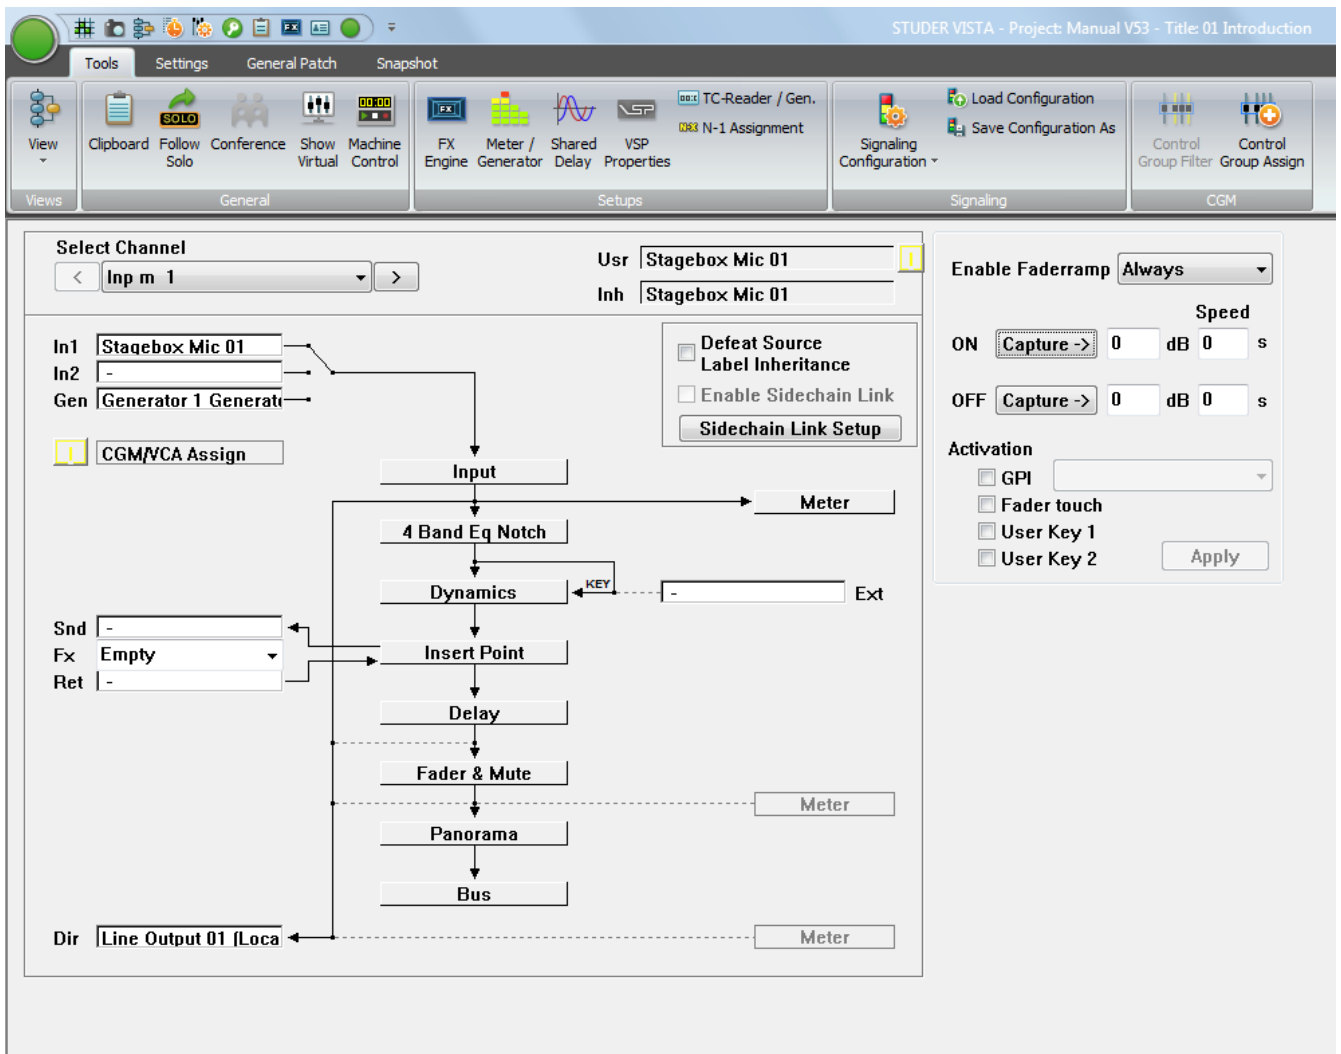 STUDER VISTA - Project: Manual V53 - Title: 01 Introduction
Tools Settings General Patch Snapshot
View
Clipboard
Follow Solo
SOLO
Conference
Show Virtual
00:00
Machine Control
FX
FX Engine
Meter / Generator
Shared Delay
VSP
VSP Properties
TC-Reader / Gen.
N-1 Assignment
Signaling Configuration
Load Configuration
Save Configuration As
Control Group Filter
Control Group Assign
Views General Setups Signaling CGM
Select Channel
< Inp m 1 >
Usr Stagebox Mic 01
Inh Stagebox Mic 01
In1 Stagebox Mic 01
In2 -
Gen Generator 1 Generat
CGM/VCA Assign
Defeat Source
Label Inheritance
Enable Sidechain Link
Sidechain Link Setup
Input
Meter
4 Band Eq Notch
Dynamics
KEY
- Ext
Snd -
Fx Empty
Ret -
Insert Point
Delay
Fader & Mute
Meter
Panorama
Bus
Dir Line Output 01 (Loca
Meter
Enable Faderramp Always
Speed
ON Capture -> 0 dB 0 s
OFF Capture -> 0 dB 0 s
Activation
GPI
Fader touch
User Key 1
User Key 2
Apply